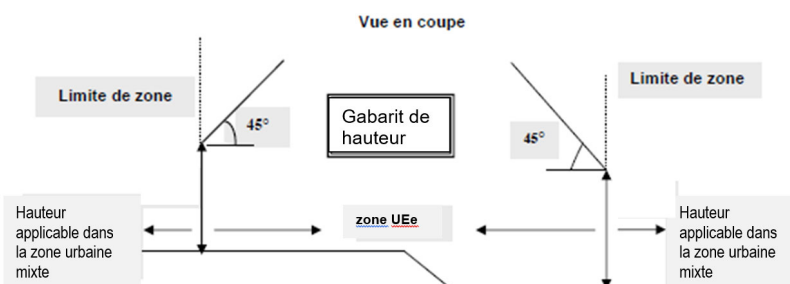 Vue en coupe
Limite de zone
Limite de zone
45°
Gabarit de
hauteur
45°
Hauteur
applicable dans
la zone urbaine
mixte
zone UEe
Hauteur
applicable dans
la zone urbaine
mixte